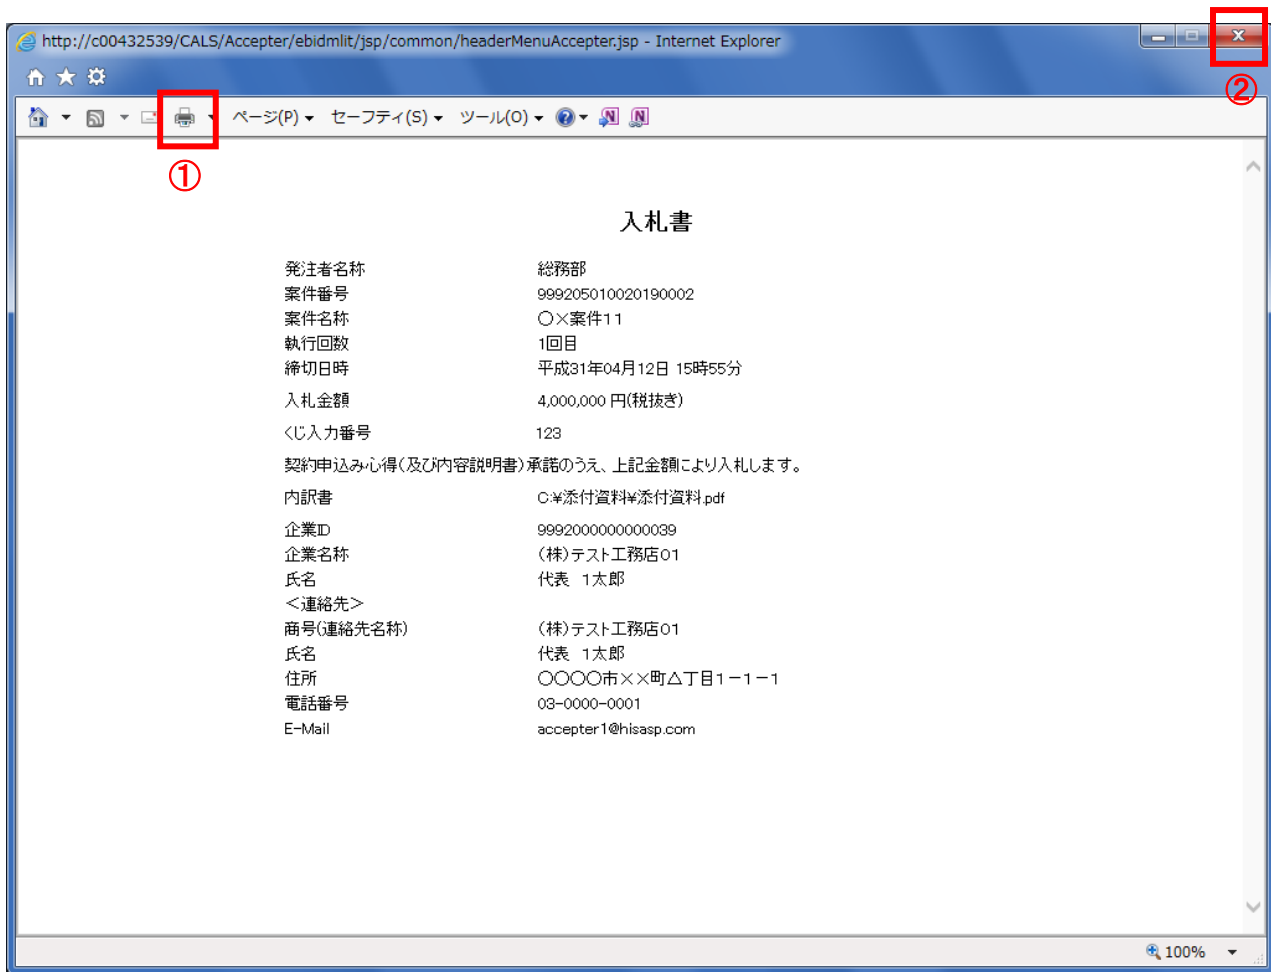 http://c00432539/CALS/Accepter/ebidmlit/jsp/common/headerMenuAccepter.jsp - Internet Explorer
②
ページ(P) セーフティ(S) ツール(O)
①
入札書
発注者名称 総務部
案件番号 999205010020190002
案件名称 〇×案件11
執行回数 1回目
締切日時 平成31年04月12日 15時55分
入札金額 4,000,000 円(税抜き)
くじ入力番号 123
契約申込み心得(及び内容説明書)承諾のうえ、上記金額により入札します。
内訳書 C:¥添付資料¥添付資料.pdf
企業ID 9992000000000039
企業名称 (株)テスト工務店01
氏名 代表 1太郎
<連絡先>
商号(連絡先名称) (株)テスト工務店01
氏名 代表 1太郎
住所 〇〇〇〇市××町△丁目1-1-1
電話番号 03-0000-0001
E-Mail accepter1@hisasp.com
100%